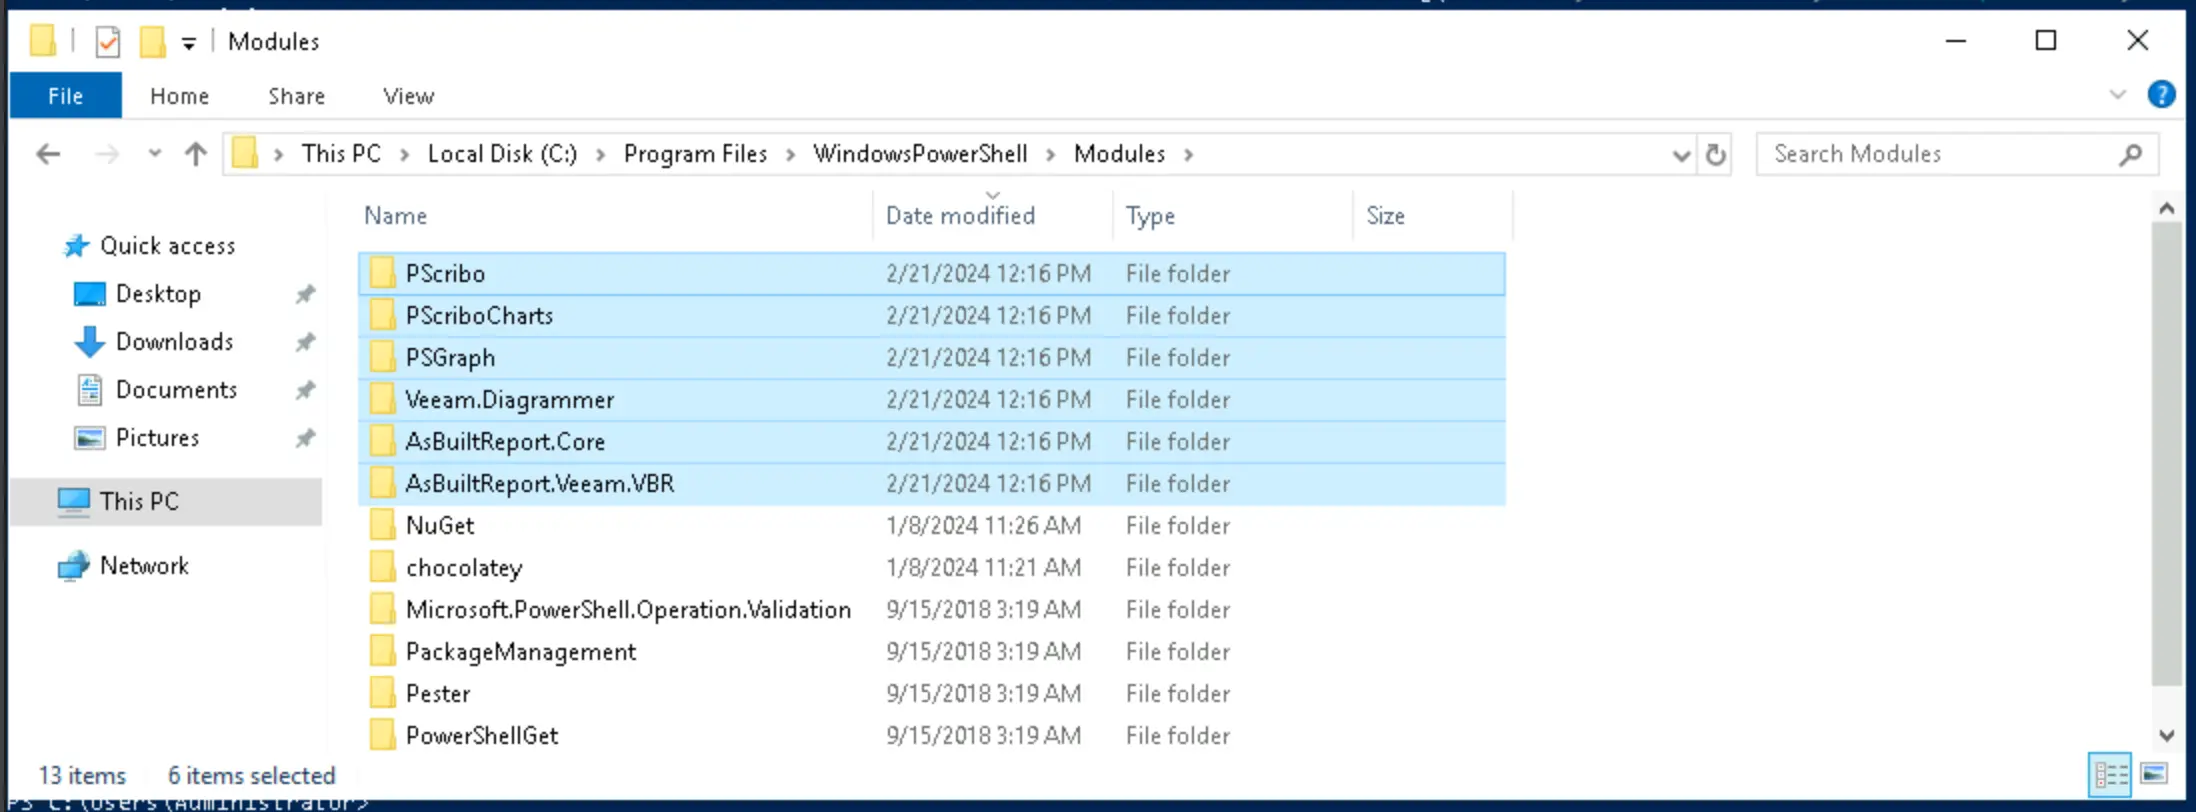 Modules
File Home Share View
This PC Local Disk (C:) Program Files WindowsPowerShell Modules Search Modules
Name Date modified Type Size
Quick access
Desktop
Downloads
Documents
Pictures
This PC
Network
PScribo 2/21/2024 12:16 PM File folder
PScriboCharts 2/21/2024 12:16 PM File folder
PSGraph 2/21/2024 12:16 PM File folder
Veeam.Diagrammer 2/21/2024 12:16 PM File folder
AsBuiltReport.Core 2/21/2024 12:16 PM File folder
AsBuiltReport.Veeam.VBR 2/21/2024 12:16 PM File folder
NuGet 1/8/2024 11:26 AM File folder
chocolatey 1/8/2024 11:21 AM File folder
Microsoft.PowerShell.Operation.Validation 9/15/2018 3:19 AM File folder
PackageManagement 9/15/2018 3:19 AM File folder
Pester 9/15/2018 3:19 AM File folder
PowerShellGet 9/15/2018 3:19 AM File folder
13 items 6 items selected
PS C:\Users\Administrator>